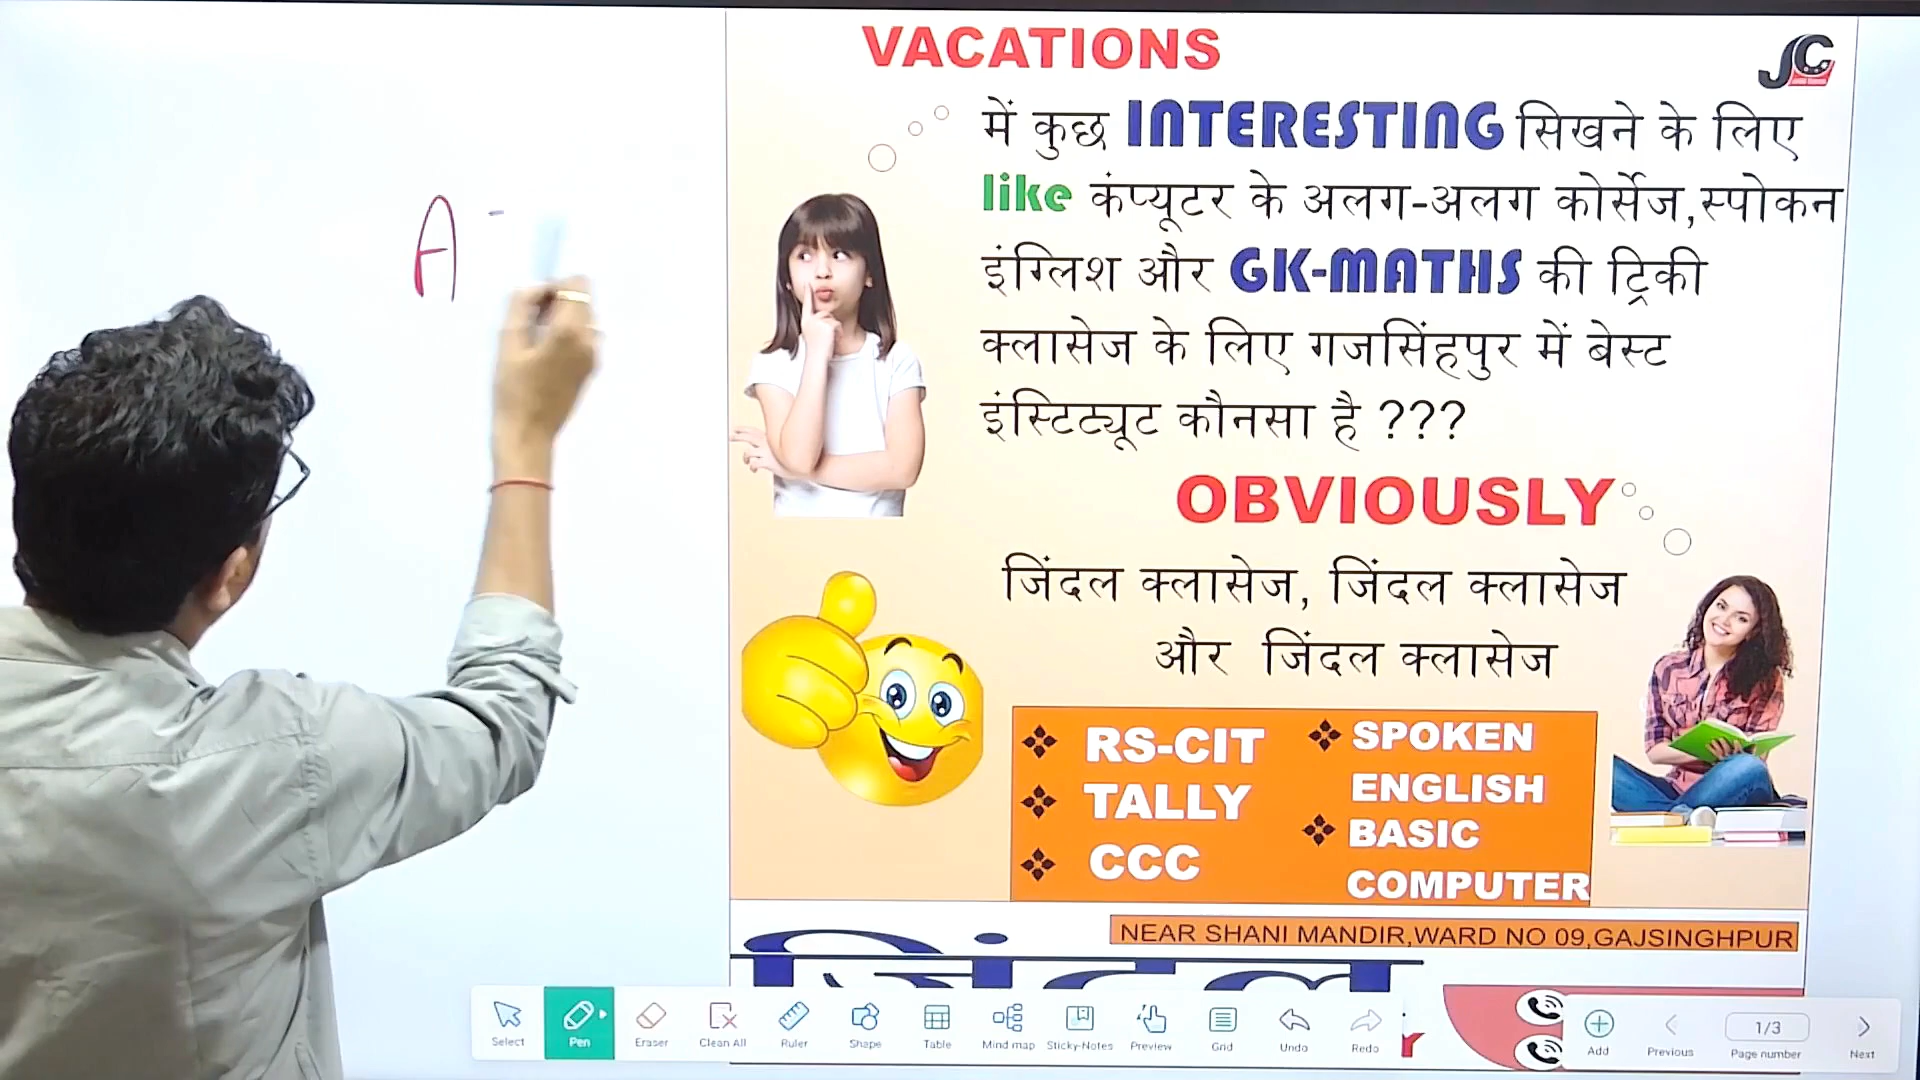 A -
VACATIONS
JC
में कुछ INTERESTING सिखने के लिए
like कंप्यूटर के अलग-अलग कोर्सेज,स्पोकन
इंग्लिश और GK-MATHS की ट्रिकी
क्लासेज के लिए गजसिंहपुर में बेस्ट
इंस्टिट्यूट कौनसा है ???
OBVIOUSLY
जिंदल क्लासेज, जिंदल क्लासेज
और जिंदल क्लासेज
RS-CIT
TALLY
CCC
SPOKEN
ENGLISH
BASIC
COMPUTER
NEAR SHANI MANDIR,WARD NO 09,GAJSINGHPUR
जिंदल
Select Pen Eraser Clean All Ruler Shape Table Mind map Sticky-Notes Preview Grid Undo Redo
Add Previous 1/3 Page number Next